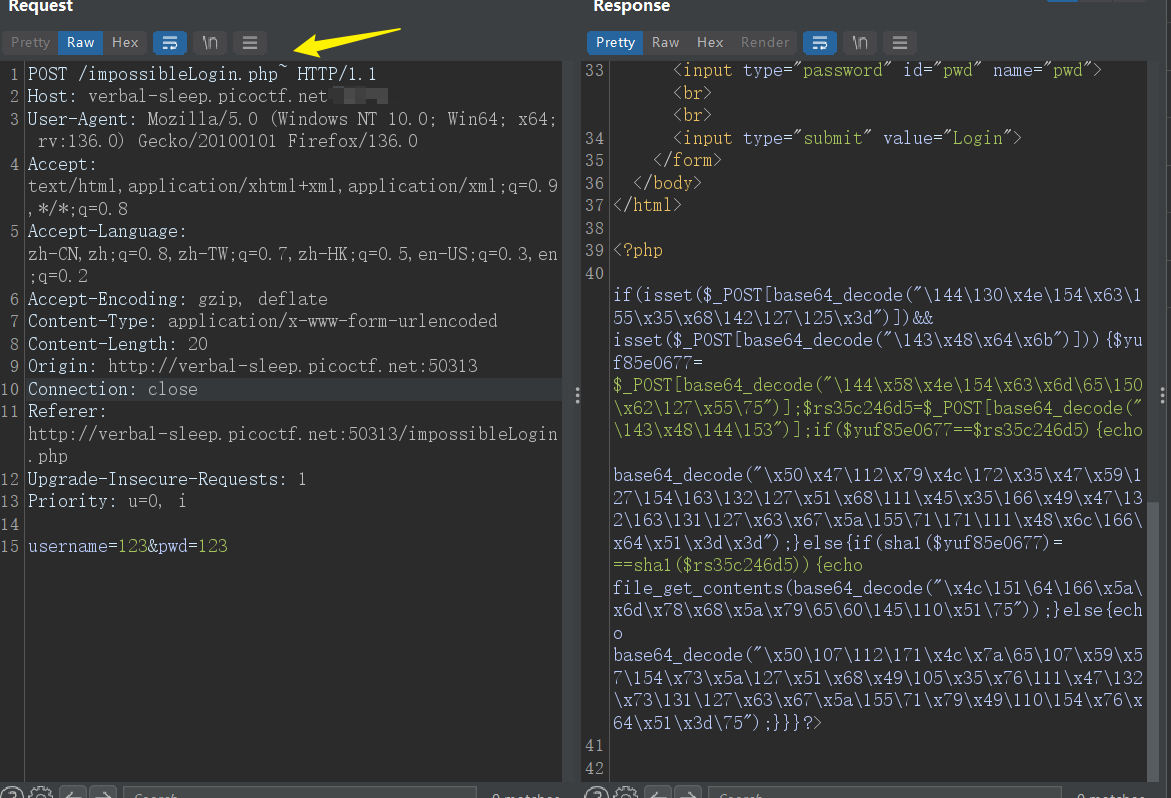 Request
Pretty Raw Hex \n
1 POST /impossibleLogin.php~ HTTP/1.1
2 Host: verbal-sleep.picoctf.net
3 User-Agent: Mozilla/5.0 (Windows NT 10.0; Win64; x64;
rv:136.0) Gecko/20100101 Firefox/136.0
4 Accept:
text/html,application/xhtml+xml,application/xml;q=0.9
,*/*;q=0.8
5 Accept-Language:
zh-CN,zh;q=0.8,zh-TW;q=0.7,zh-HK;q=0.5,en-US;q=0.3,en
;q=0.2
6 Accept-Encoding: gzip, deflate
7 Content-Type: application/x-www-form-urlencoded
8 Content-Length: 20
9 Origin: http://verbal-sleep.picoctf.net:50313
10 Connection: close
11 Referer:
http://verbal-sleep.picoctf.net:50313/impossibleLogin
.php
12 Upgrade-Insecure-Requests: 1
13 Priority: u=0, i
14
15 username=123&pwd=123
Response
Pretty Raw Hex Render \n
33 <input type="password" id="pwd" name="pwd">
<br>
<br>
34 <input type="submit" value="Login">
35 </form>
36 </body>
37 </html>
38
39 <?php
40
if(isset($_POST[base64_decode("\144\130\x4e\154\x63\1
55\x35\x68\142\127\125\x3d")])&&
isset($_POST[base64_decode("\143\x48\x64\x6b")])){$yu
f85e0677=
$_POST[base64_decode("\144\x58\x4e\154\x63\x6d\65\150
\x62\127\x55\75")];$rs35c246d5=$_POST[base64_decode("
\143\x48\144\153")];if($yuf85e0677==$rs35c246d5){echo
base64_decode("\x50\x47\112\x79\x4c\172\x35\x47\x59\1
27\154\163\132\127\x51\x68\111\x45\x35\166\x49\x47\13
2\163\131\127\x63\x67\x5a\155\71\171\111\x48\x6c\166\
x64\x51\x3d\x3d");}else{if(sha1($yuf85e0677)=
==sha1($rs35c246d5)){echo
file_get_contents(base64_decode("\x4c\151\64\166\x5a\
x6d\x78\x68\x5a\x79\65\60\145\110\x51\75"));}else{ech
o
base64_decode("\x50\107\112\171\x4c\x7a\65\107\x59\x5
7\154\x73\x5a\127\x51\x68\x49\105\x35\x76\111\x47\132
\x73\131\127\x63\x67\x5a\155\71\x79\x49\110\154\x76\x
64\x51\x3d\75");}}}?>
41
42